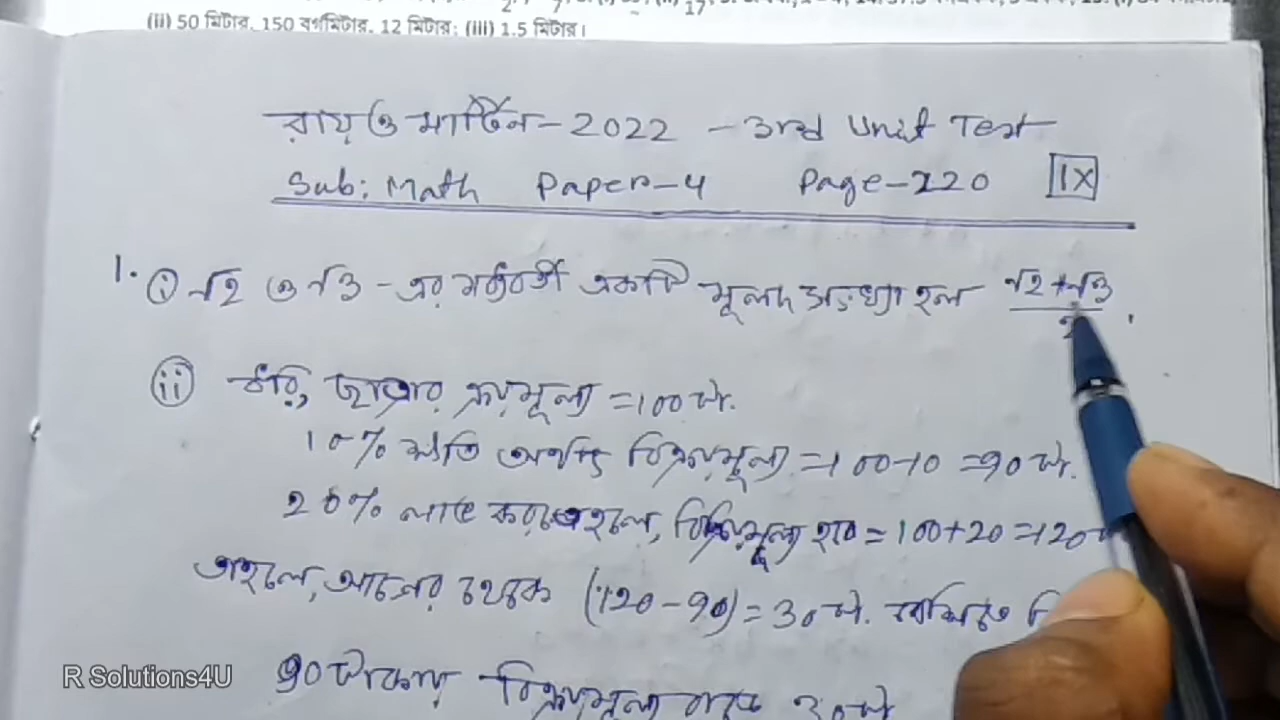 (ii) 50 মিটার, 150 বর্গমিটার, 12 মিটার; (iii) 1.5 মিটার।
রায় ও মার্টিন - 2022 - 3rd Unit Test
Sub: Math Paper-4 Page-220 IX
1. (i) √2 ও √3 -এর মধ্যবর্তী একটি মূলদ সংখ্যা হল (√2+√3)/2.
(ii) ধরি, জামার ক্রয়মূল্য = 100 টা.
10% ক্ষতি অর্থাৎ বিক্রয়মূল্য = 100-10 = 90 টা.
20% লাভ করতে হলে, বিক্রয়মূল্য হবে = 100+20 = 120
তাহলে, আগের থেকে (120-90) = 30 টা. বেশিতে
90 টাকায় বিক্রয়মূল্য বাড়ে 30 টা
R Solutions4U